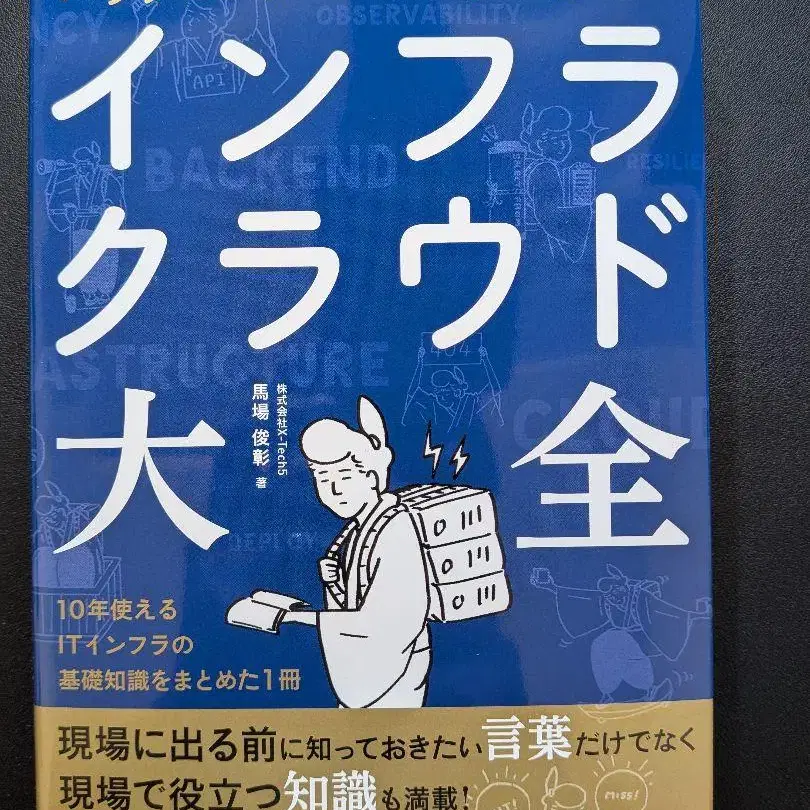 OBSERVABILITY
API
インフラ
BACKEND
クラウド
ASTRUCTURE
404
大全
株式会社X-Tech5
馬場 俊彰 著
DEPLOY
10年使える
ITインフラの
基礎知識をまとめた1冊
現場に出る前に知っておきたい言葉だけでなく
現場で役立つ知識も満載!
MISS!